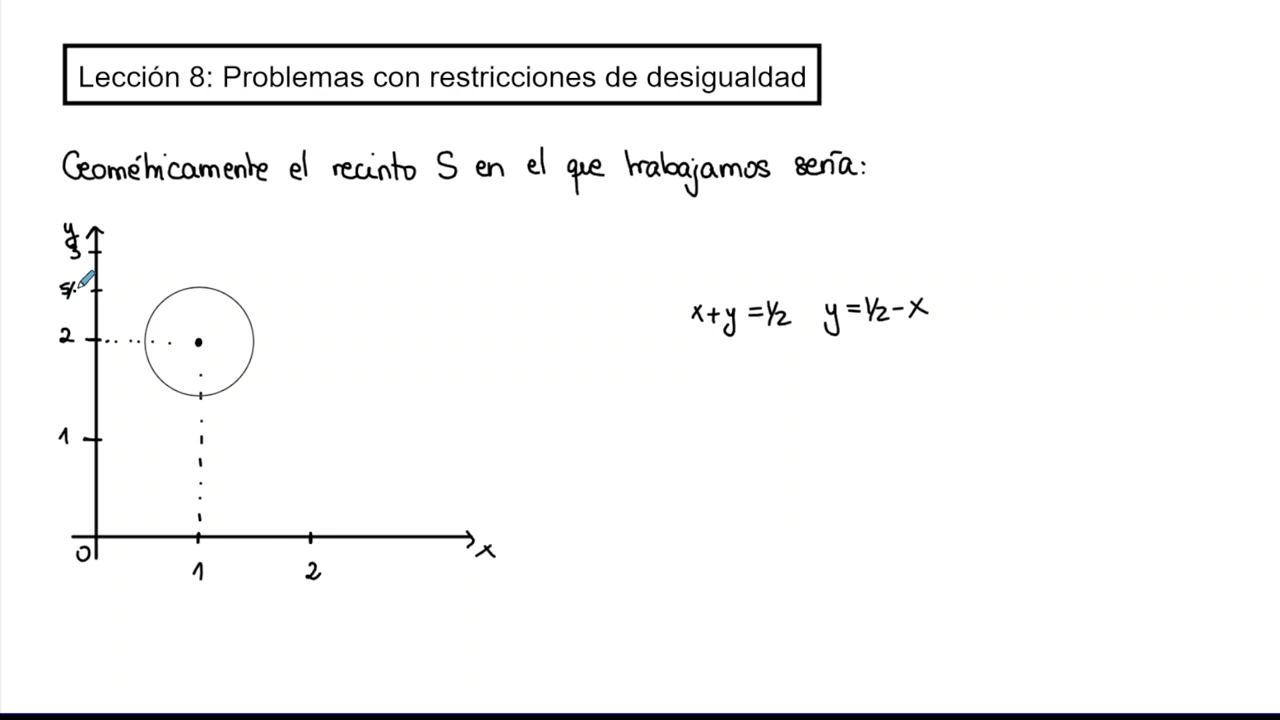 Lección 8: Problemas con restricciones de desigualdad
Geométricamente el recinto S en el que trabajamos sería:
y
3
2
1
0
1
2
x
x+y=1/2 y=1/2-x